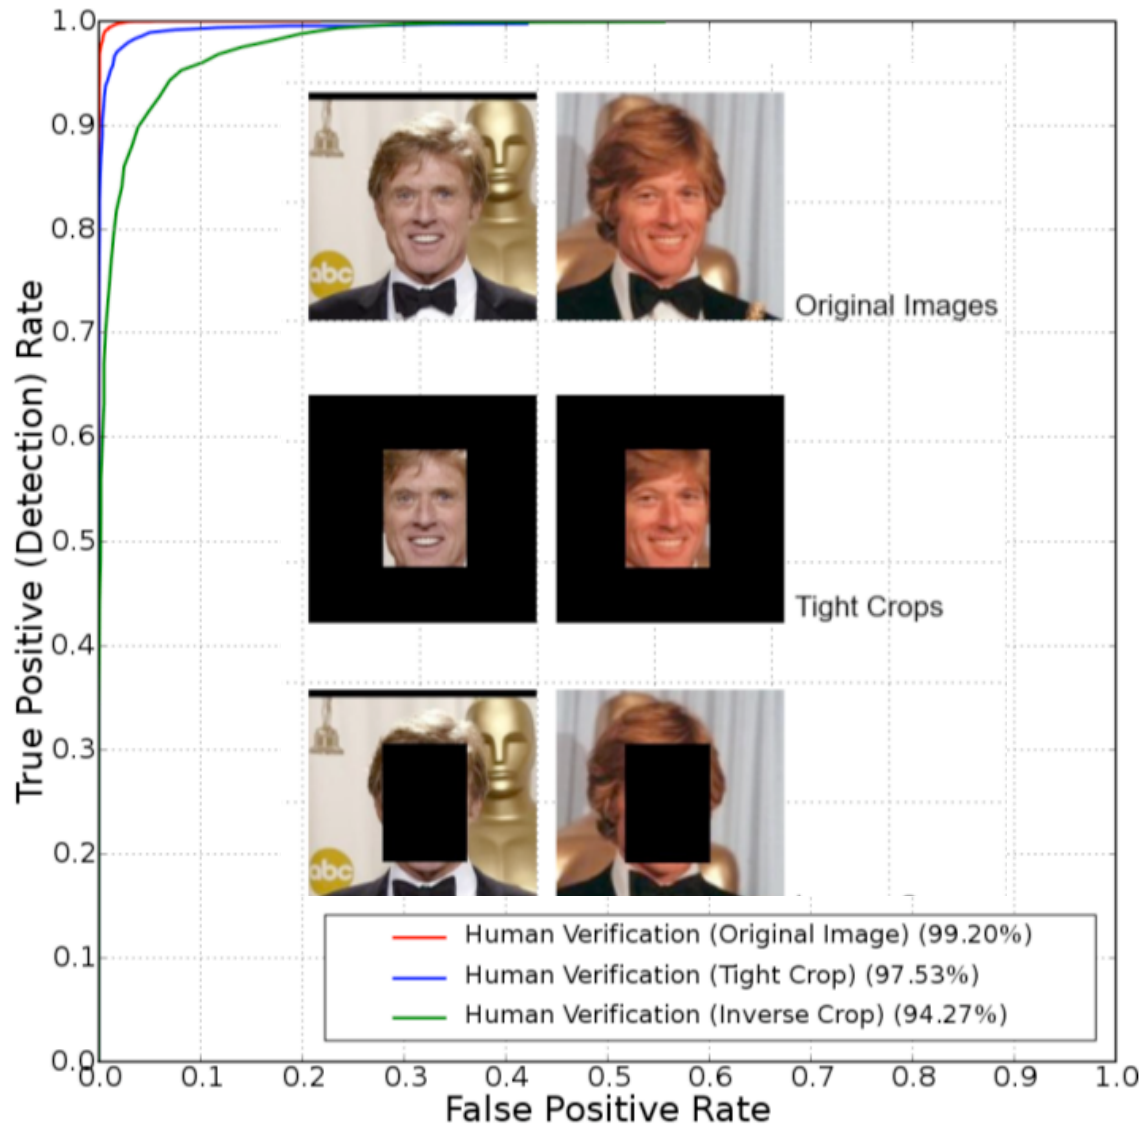 1.0
0.9
0.8
0.7
0.6
0.5
0.4
0.3
0.2
0.1
0.0
True Positive (Detection) Rate
abc
Original Images
Tight Crops
abc
Human Verification (Original Image) (99.20%)
Human Verification (Tight Crop) (97.53%)
Human Verification (Inverse Crop) (94.27%)
0.0 0.1 0.2 0.3 0.4 0.5 0.6 0.7 0.8 0.9 1.0
False Positive Rate